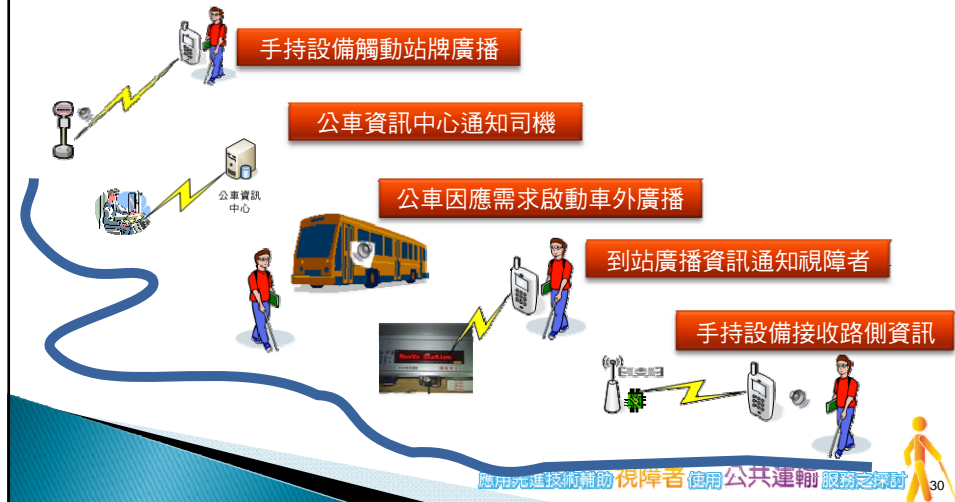 手持設備觸動站牌廣播
公車資訊中心通知司機
公車資訊
中心
公車因應需求啟動車外廣播
到站廣播資訊通知視障者
手持設備接收路側資訊
應用先進技術輔助 視障者 使用 公共運輸 服務之探討
30